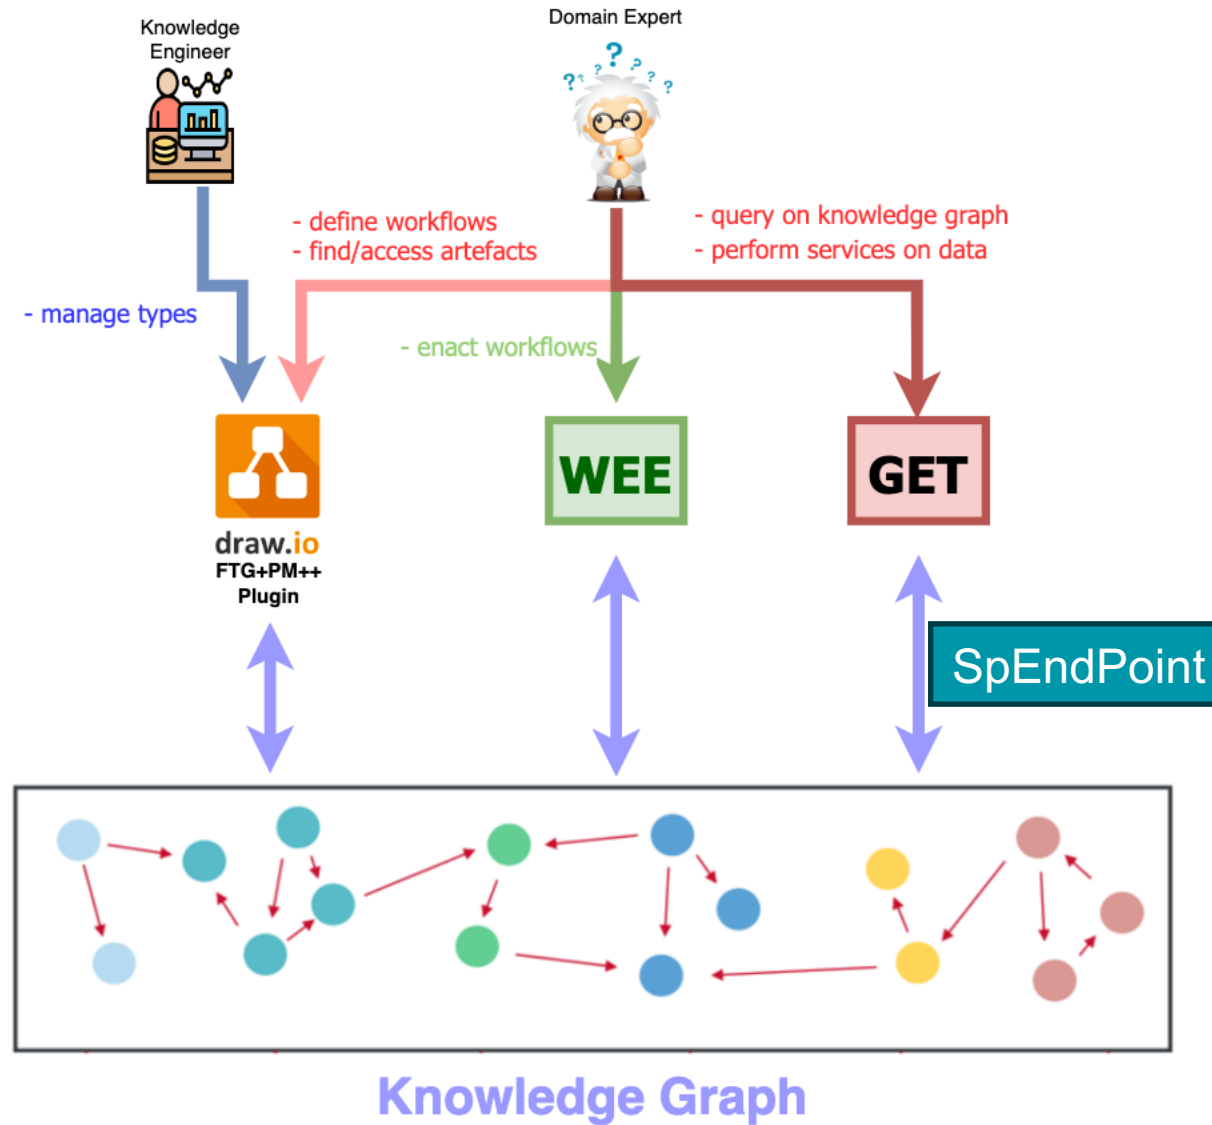 Knowledge
Engineer
Domain Expert
? ? ? ? ? ? ?
- define workflows
- find/access artefacts
- query on knowledge graph
- perform services on data
- manage types
- enact workflows
WEE
GET
draw.io
FTG+PM++
Plugin
SpEndPoint
Knowledge Graph